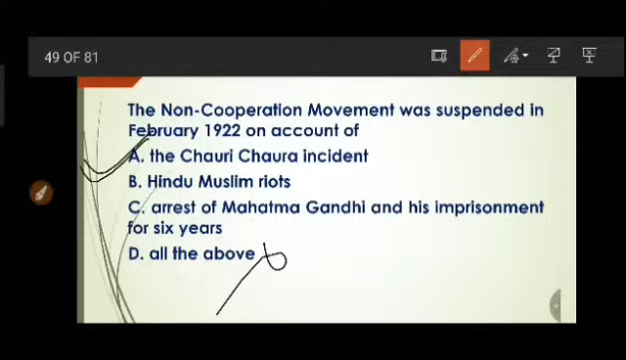 49 OF 81
The Non-Cooperation Movement was suspended in
February 1922 on account of
A. the Chauri Chaura incident
B. Hindu Muslim riots
C. arrest of Mahatma Gandhi and his imprisonment
for six years
D. all the above